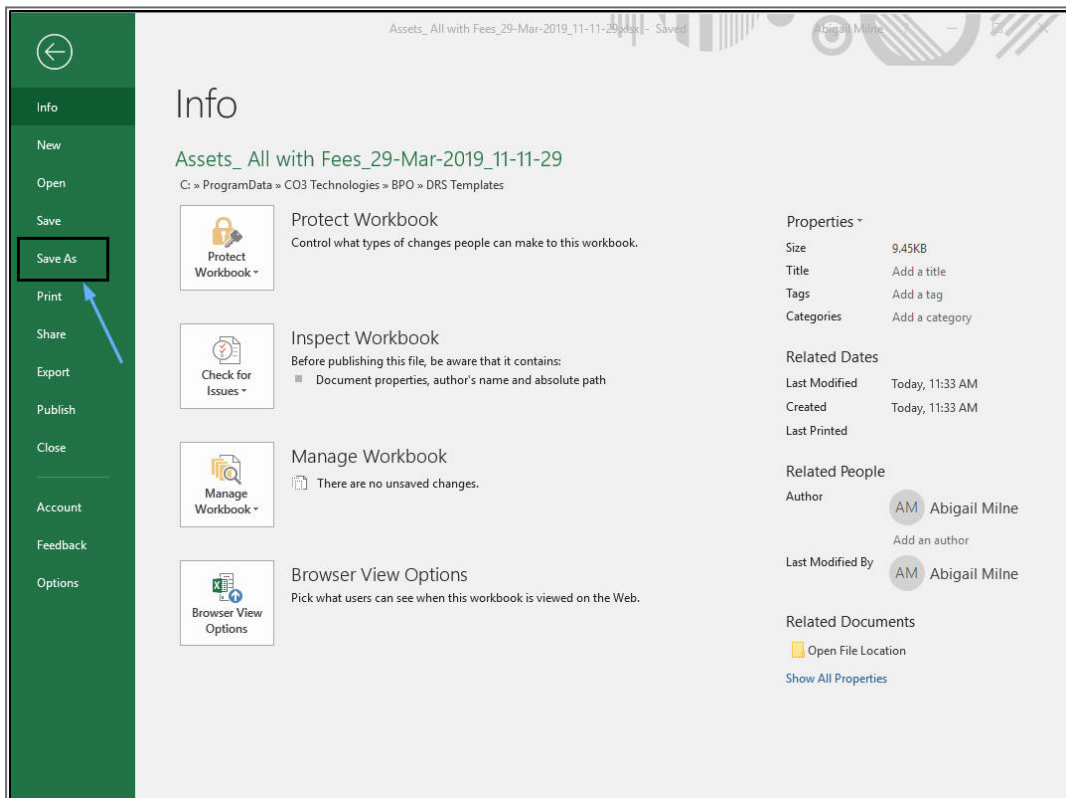 Assets_ All with Fees_29-Mar-2019_11-11-29.xlsx - Saved
Abigail Milne
Info
New
Open
Save
Save As
Print
Share
Export
Publish
Close
Account
Feedback
Options
Info
Assets_ All with Fees_29-Mar-2019_11-11-29
C: » ProgramData » CO3 Technologies » BPO » DRS Templates
Protect
Workbook
Protect Workbook
Control what types of changes people can make to this workbook.
Check for
Issues
Inspect Workbook
Before publishing this file, be aware that it contains:
Document properties, author's name and absolute path
Manage
Workbook
Manage Workbook
There are no unsaved changes.
Browser View
Options
Browser View Options
Pick what users can see when this workbook is viewed on the Web.
Properties
Size 9.45KB
Title Add a title
Tags Add a tag
Categories Add a category
Related Dates
Last Modified Today, 11:33 AM
Created Today, 11:33 AM
Last Printed
Related People
Author AM Abigail Milne
Add an author
Last Modified By AM Abigail Milne
Related Documents
Open File Location
Show All Properties